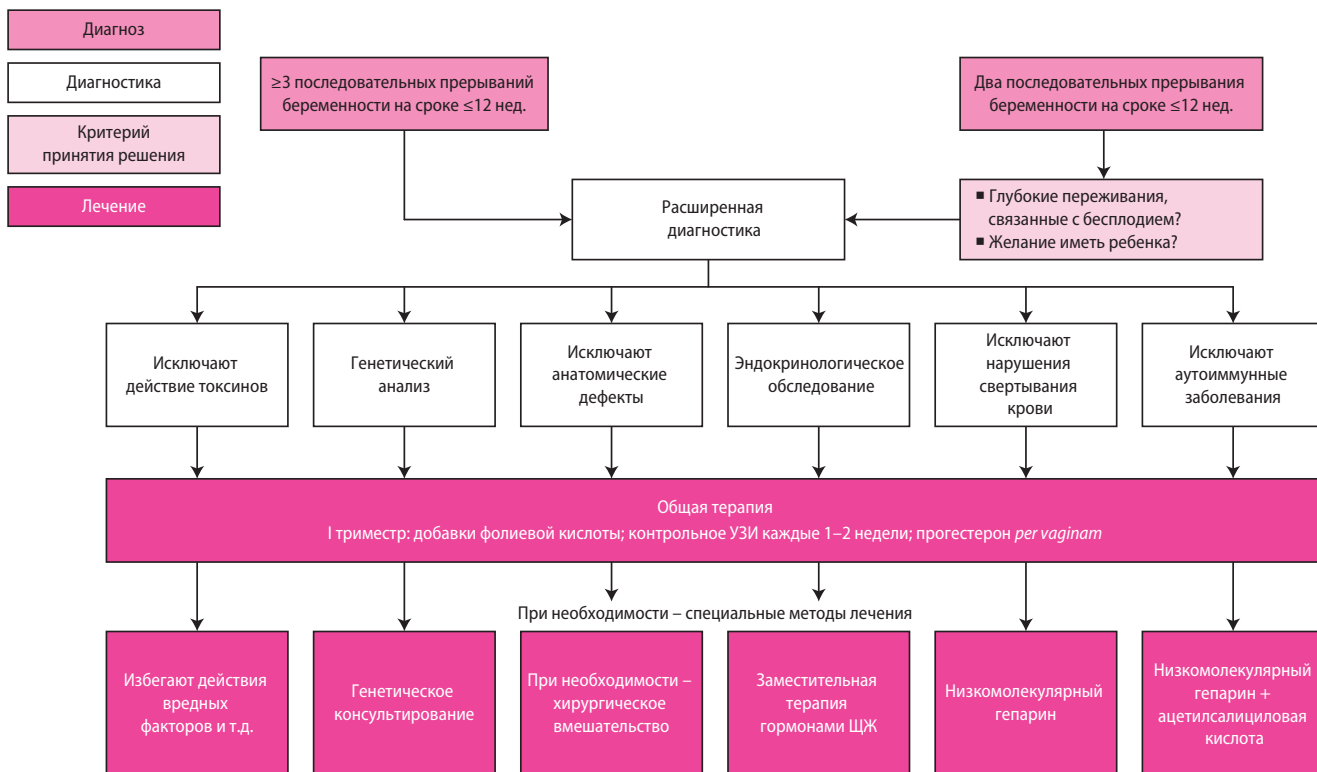 Диагноз
Диагностика
Критерий
принятия решения
Лечение
≥3 последовательных прерываний
беременности на сроке ≤12 нед.
Два последовательных прерывания
беременности на сроке ≤12 нед.
Расширенная
диагностика
■ Глубокие переживания,
связанные с бесплодием?
■ Желание иметь ребенка?
Исключают
действие токсинов
Генетический
анализ
Исключают
анатомические
дефекты
Эндокринологическое
обследование
Исключают
нарушения
свертывания
крови
Исключают
аутоиммунные
заболевания
Общая терапия
I триместр: добавки фолиевой кислоты; контрольное УЗИ каждые 1–2 недели; прогестерон per vaginam
При необходимости – специальные методы лечения
Избегают действия
вредных
факторов и т.д.
Генетическое
консультирование
При необходимости –
хирургическое
вмешательство
Заместительная
терапия
гормонами ЩЖ
Низкомолекулярный
гепарин
Низкомолекулярный
гепарин +
ацетилсалициловая
кислота